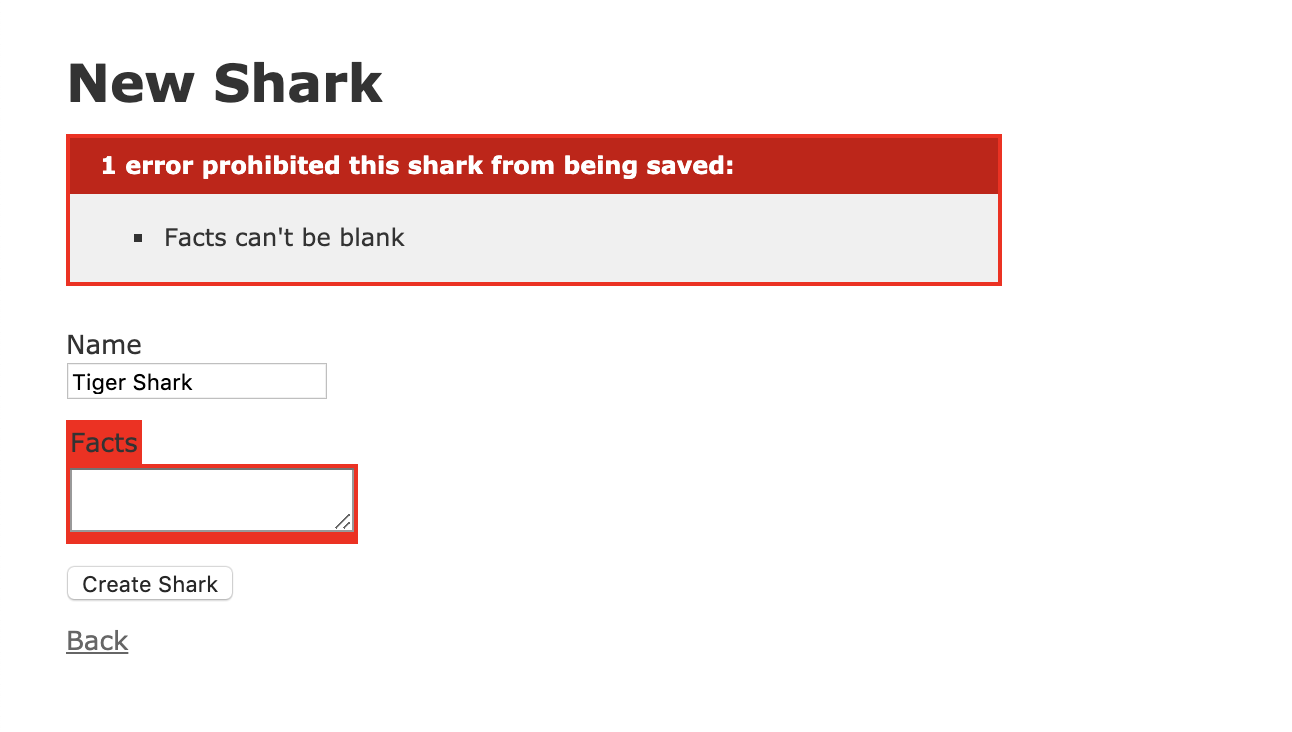 New Shark
1 error prohibited this shark from being saved:
Facts can't be blank
Name
Tiger Shark
Facts
Create Shark
Back